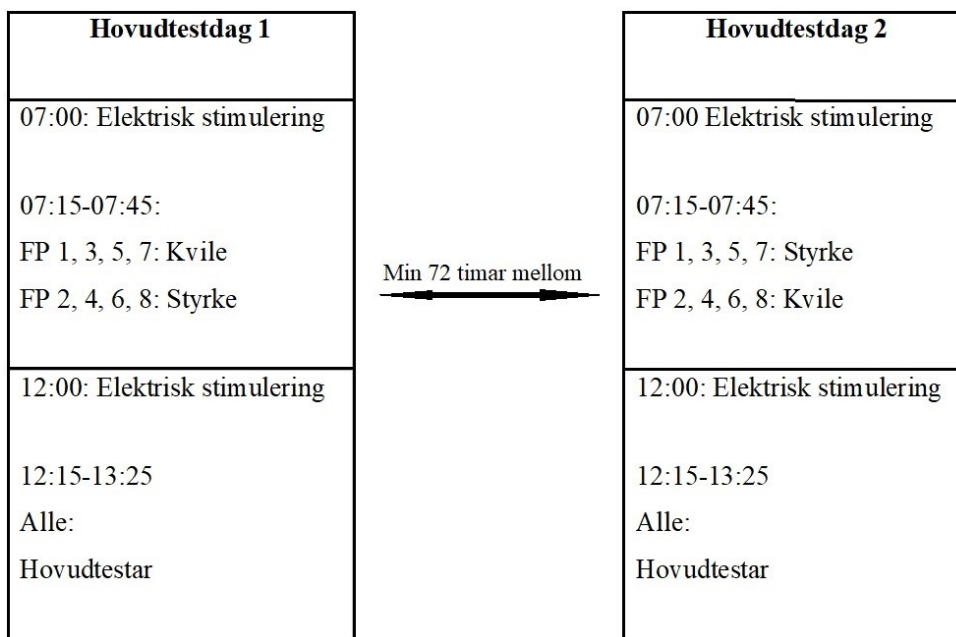 Hovudtestdag 1
07:00: Elektrisk stimulering
07:15-07:45:
FP 1, 3, 5, 7: Kvile
FP 2, 4, 6, 8: Styrke
12:00: Elektrisk stimulering
12:15-13:25
Alle:
Hovudtestar
Min 72 timar mellom
Hovudtestdag 2
07:00 Elektrisk stimulering
07:15-07:45:
FP 1, 3, 5, 7: Styrke
FP 2, 4, 6, 8: Kvile
12:00: Elektrisk stimulering
12:15-13:25
Alle:
Hovudtestar